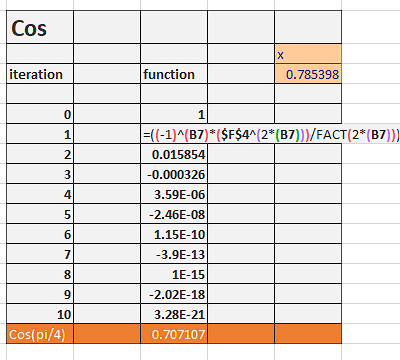 Cos
x
iteration function 0.785398
0 1
1 =((-1)^(B7)*($F$4^(2*(B7)))/FACT(2*(B7)))
2 0.015854
3 -0.000326
4 3.59E-06
5 -2.46E-08
6 1.15E-10
7 -3.9E-13
8 1E-15
9 -2.02E-18
10 3.28E-21
Cos(pi/4) 0.707107